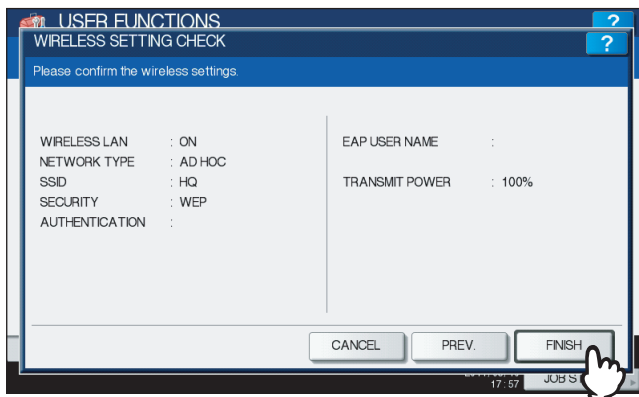 USER FUNCTIONS
?
WIRELESS SETTING CHECK
?
Please confirm the wireless settings.
WIRELESS LAN : ON
NETWORK TYPE : AD HOC
SSID : HQ
SECURITY : WEP
AUTHENTICATION :
EAP USER NAME :
TRANSMIT POWER : 100%
CANCEL
PREV.
FINISH
17 : 57
JOB S